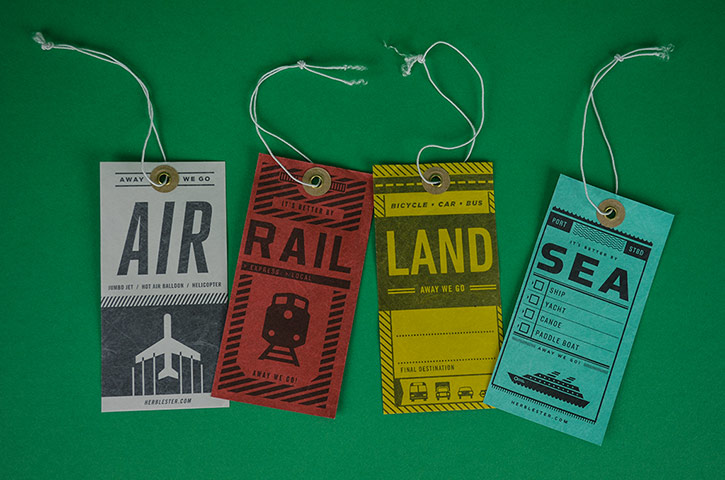 AWAY WE GO
AIR
JUMBO JET / HOT AIR BALLOON / HELICOPTER
HERBLESTER.COM
IT'S BETTER BY
RAIL
EXPRESS LOCAL
AWAY WE GO!
BICYCLE • CAR • BUS
LAND
AWAY WE GO
FINAL DESTINATION
PORT
STBD
IT'S BETTER BY
SEA
SHIP
YACHT
CANOE
PADDLE BOAT
AWAY WE GO!
HERBLESTER.COM